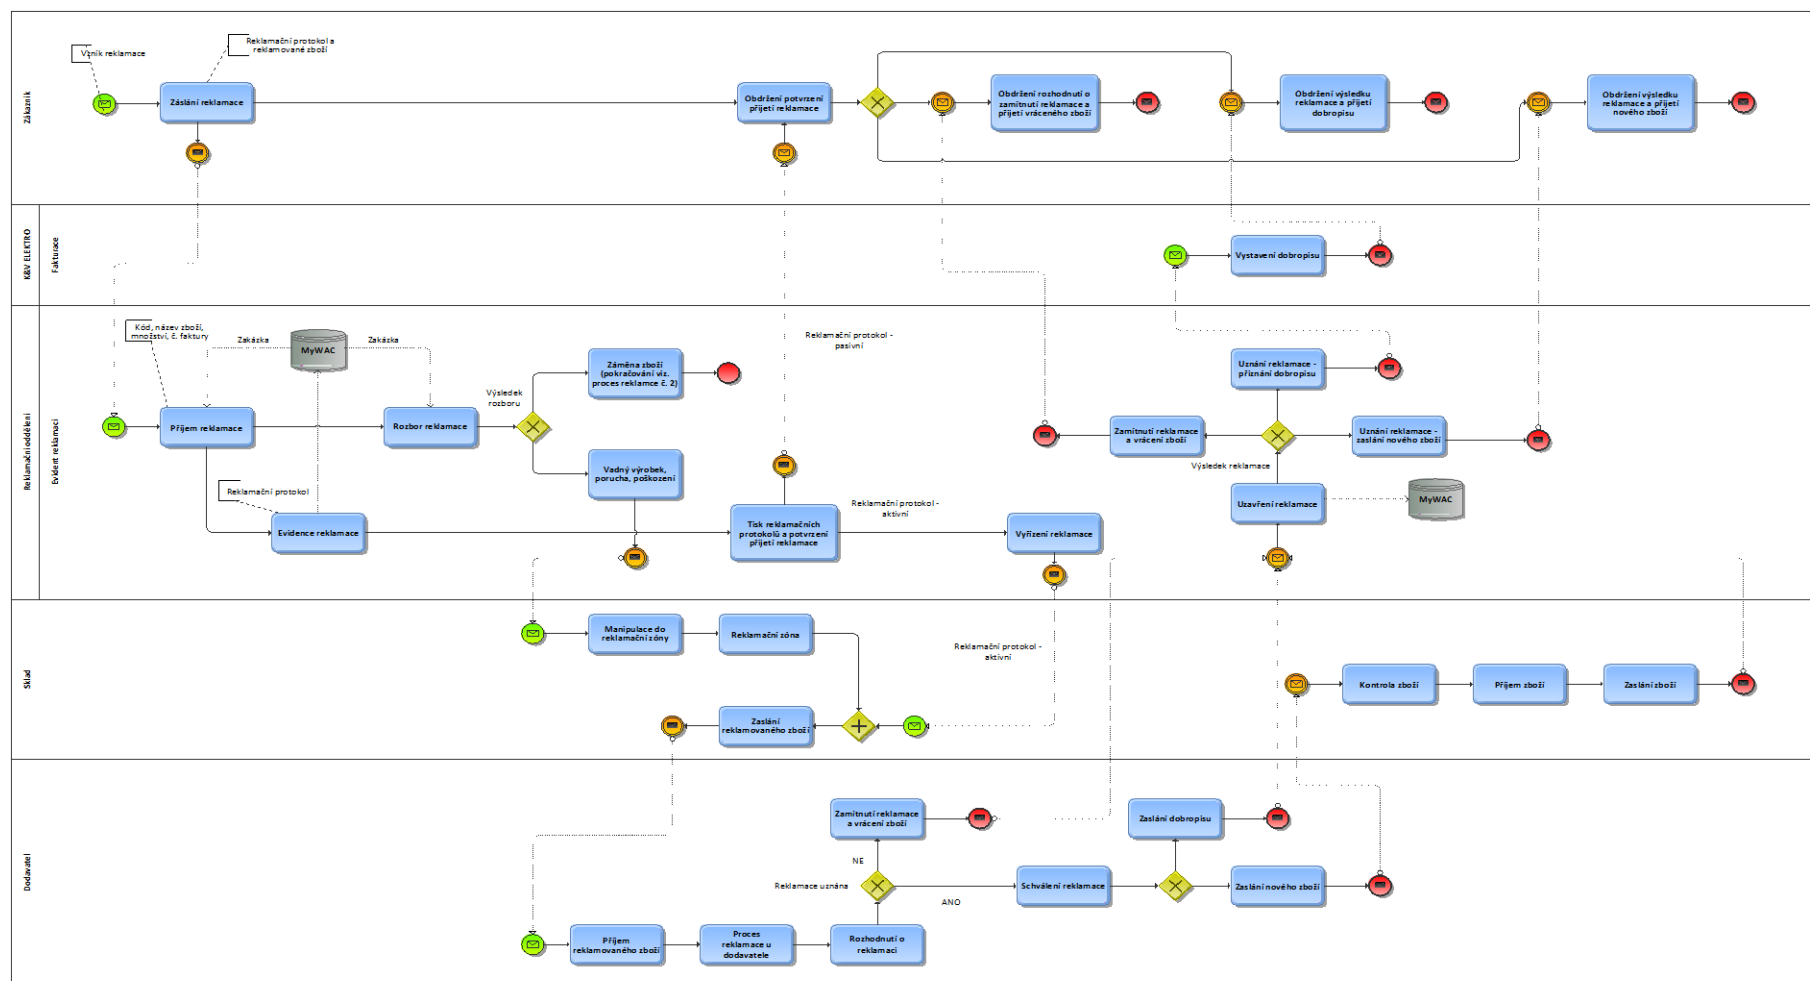 Zákazník
Vznik reklamace
Reklamační protokol a
reklamované zboží
Záslání reklamace
Obdržení potvrzení
přijetí reklamace
Obdržení rozhodnutí o
zamítnutí reklamace a
přijetí vráceného zboží
Obdržení výsledku
reklamace a přijetí
dobropisu
Obdržení výsledku
reklamace a přijetí
nového zboží
K&V ELEKTRO
Fakturace
Vystavení dobropisu
Reklamační oddělení
Evident reklamací
Kód, název zboží,
množství, č. faktury
Zakázka
MyWAC
Zakázka
Příjem reklamace
Rozbor reklamace
Výsledek
rozboru
Záměna zboží
(pokračování viz.
proces reklamce č. 2)
Vadný výrobek,
porucha, poškození
Reklamační protokol
Evidence reklamace
Reklamační protokol -
pasivní
Tisk reklamačních
protokolů a potvrzení
přijetí reklamace
Reklamační protokol -
aktivní
Vyřízení reklamace
Uznání reklamace -
přiznání dobropisu
Zamítnutí reklamace
a vrácení zboží
Uznání reklamace -
zaslání nového zboží
Výsledek reklamace
Uzavření reklamace
MyWAC
Sklad
Manipulace do
reklamační zóny
Reklamační zóna
Reklamační protokol -
aktivní
Zaslání
reklamovaného zboží
Kontrola zboží
Příjem zboží
Zaslání zboží
Dodavatel
Zamítnutí reklamace
a vrácení zboží
NE
Reklamace uznána
ANO
Schválení reklamace
Zaslání dobropisu
Zaslání nového zboží
Příjem
reklamovaného zboží
Proces
reklamace u
dodavatele
Rozhodnutí o
reklamaci